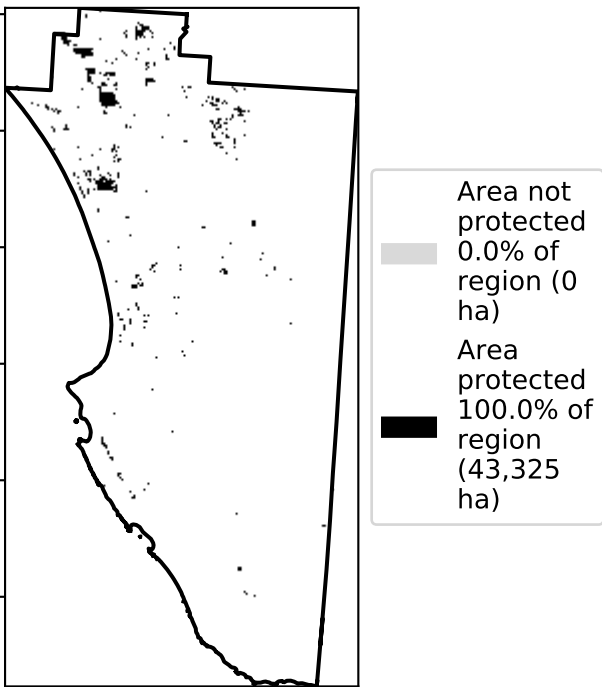 Area not
protected
0.0% of
region (0
ha)
Area
protected
100.0% of
region
(43,325
ha)